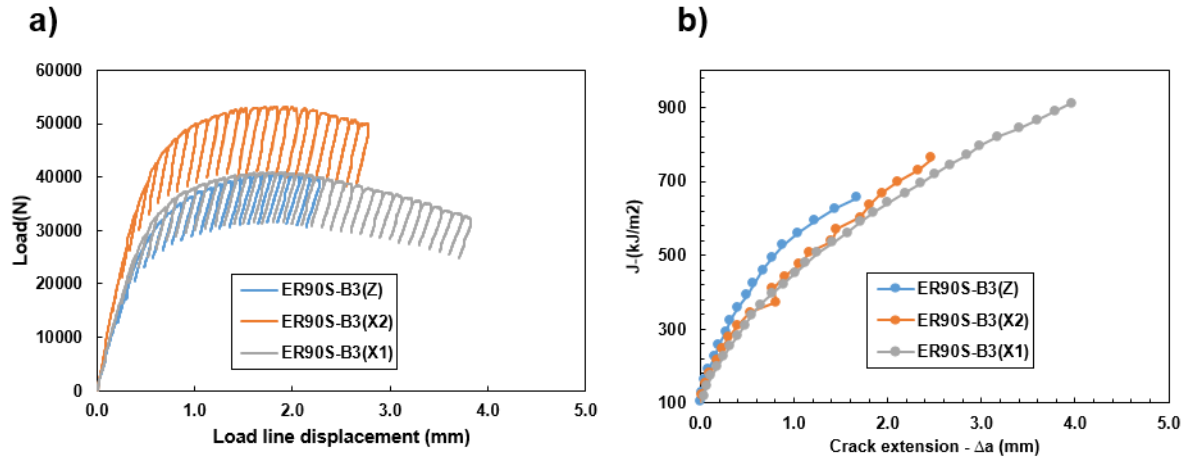 a)
60000
50000
40000
30000
20000
10000
0
Load(N)
ER90S-B3(Z)
ER90S-B3(X2)
ER90S-B3(X1)
0.0 1.0 2.0 3.0 4.0 5.0
Load line displacement (mm)
b)
900
700
500
300
100
J-(kJ/m2)
ER90S-B3(Z)
ER90S-B3(X2)
ER90S-B3(X1)
0.0 1.0 2.0 3.0 4.0 5.0
Crack extension - Δa (mm)